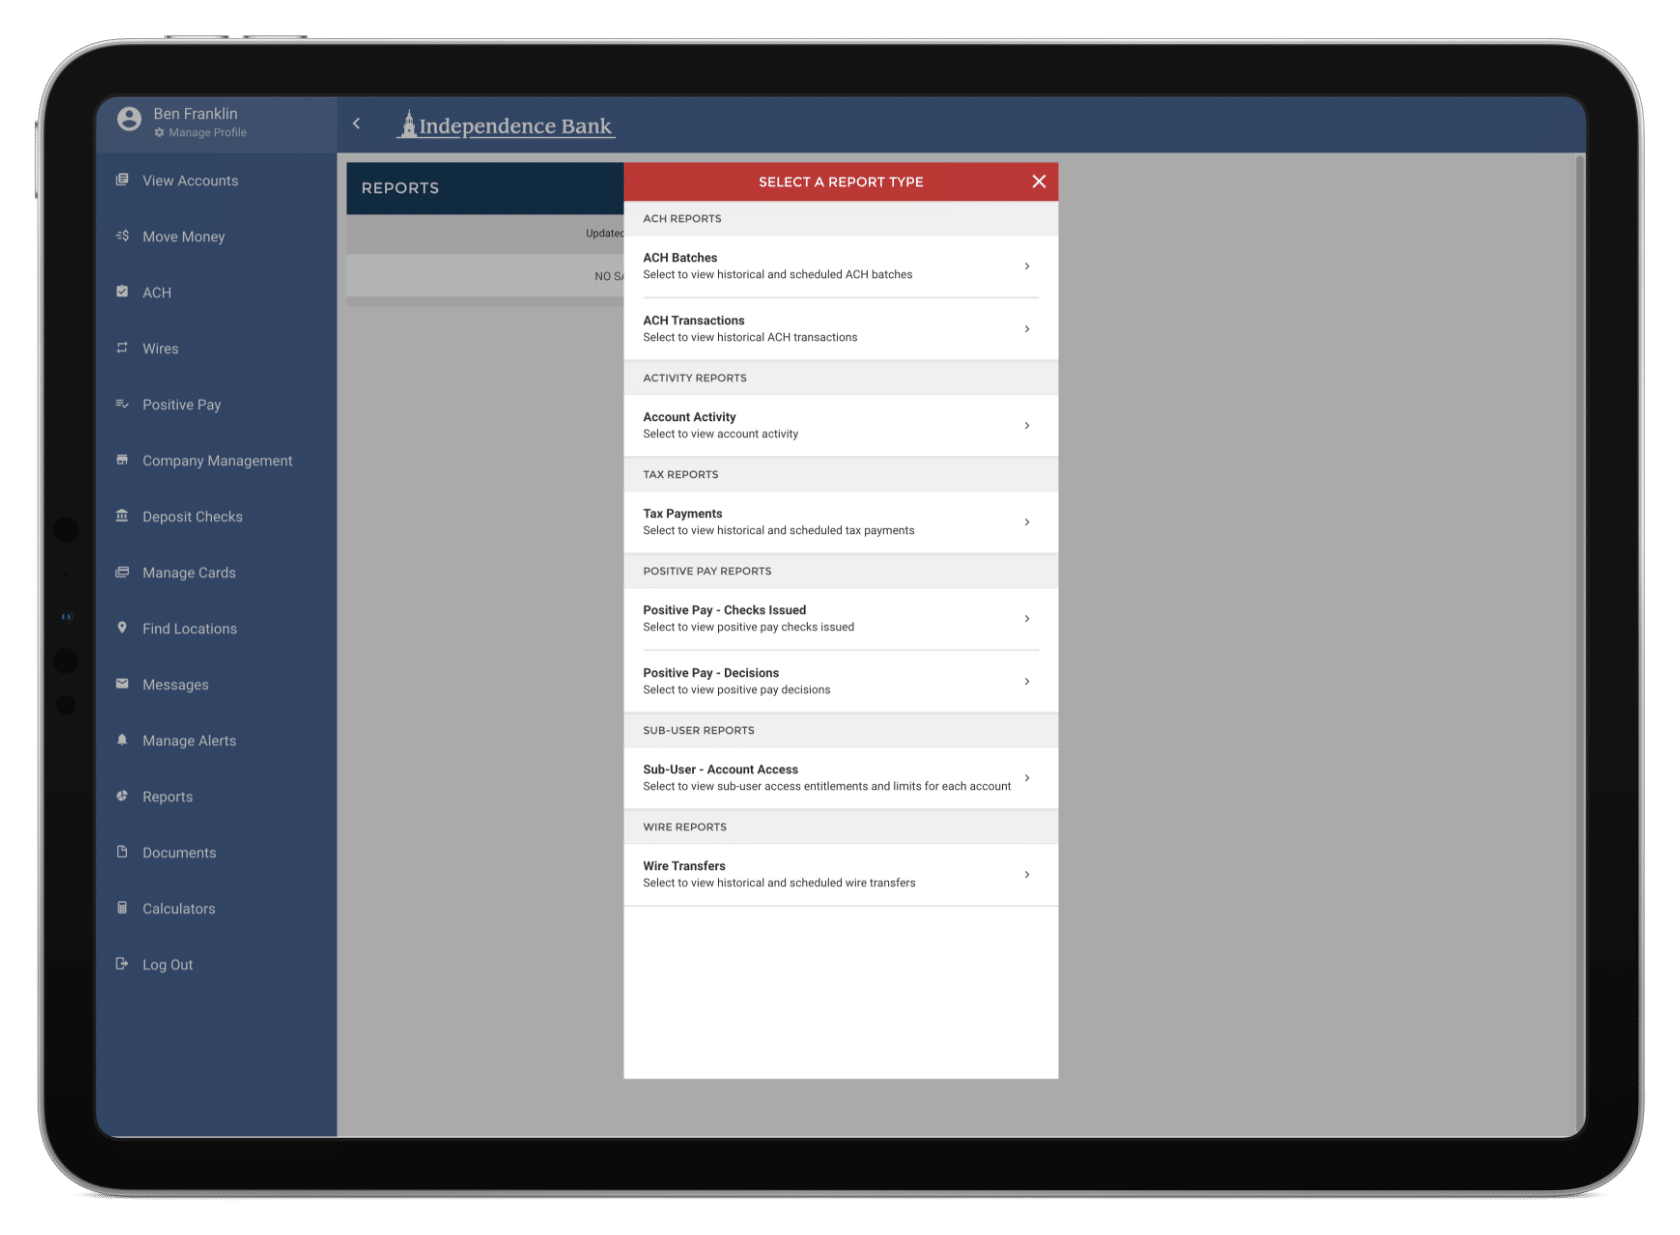 Ben Franklin
Manage Profile
Independence Bank
View Accounts
Move Money
ACH
Wires
Positive Pay
Company Management
Deposit Checks
Manage Cards
Find Locations
Messages
Manage Alerts
Reports
Documents
Calculators
Log Out
REPORTS
Updated
NO SA
SELECT A REPORT TYPE
ACH REPORTS
ACH Batches
Select to view historical and scheduled ACH batches
ACH Transactions
Select to view historical ACH transactions
ACTIVITY REPORTS
Account Activity
Select to view account activity
TAX REPORTS
Tax Payments
Select to view historical and scheduled tax payments
POSITIVE PAY REPORTS
Positive Pay - Checks Issued
Select to view positive pay checks issued
Positive Pay - Decisions
Select to view positive pay decisions
SUB-USER REPORTS
Sub-User - Account Access
Select to view sub-user access entitlements and limits for each account
WIRE REPORTS
Wire Transfers
Select to view historical and scheduled wire transfers